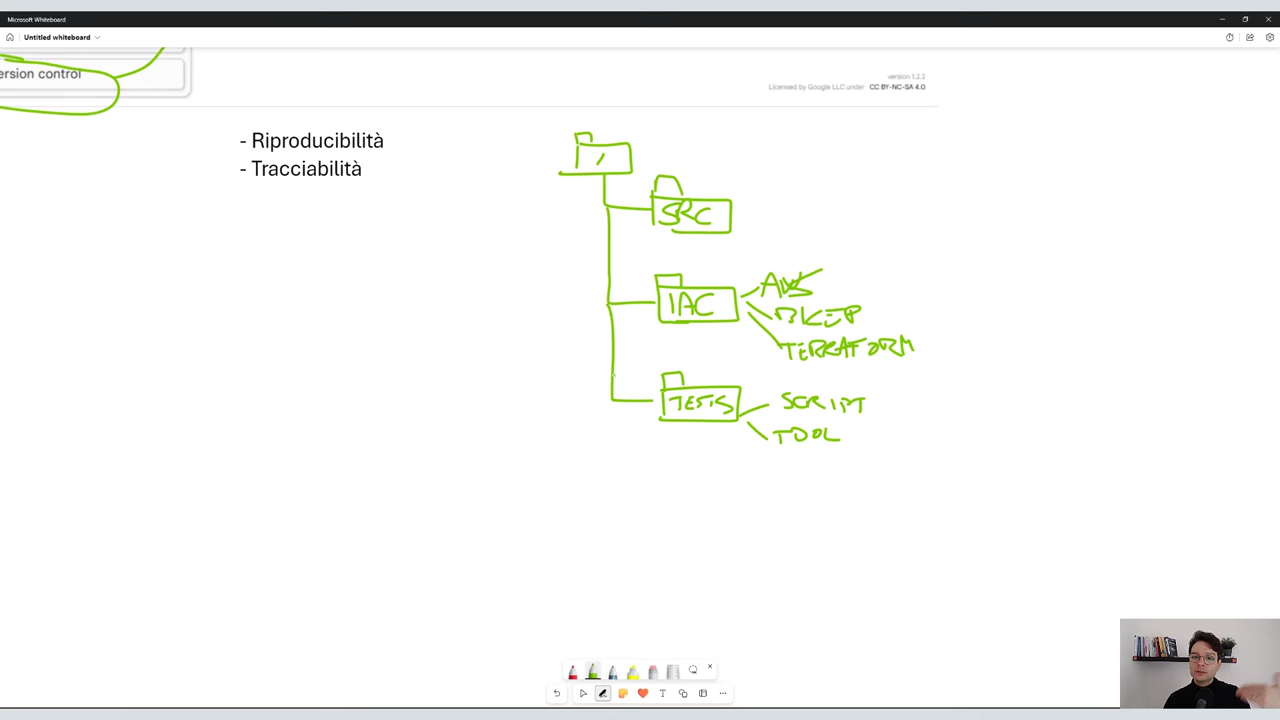 Microsoft Whiteboard
Untitled whiteboard
ersion control
version 1.2.2
Licensed by Google LLC under CC BY-NC-SA 4.0
- Riproducibilità
- Tracciabilità
/
SRC
IAC
TERRAFORM
TESTS
SCRIPT
TOOL